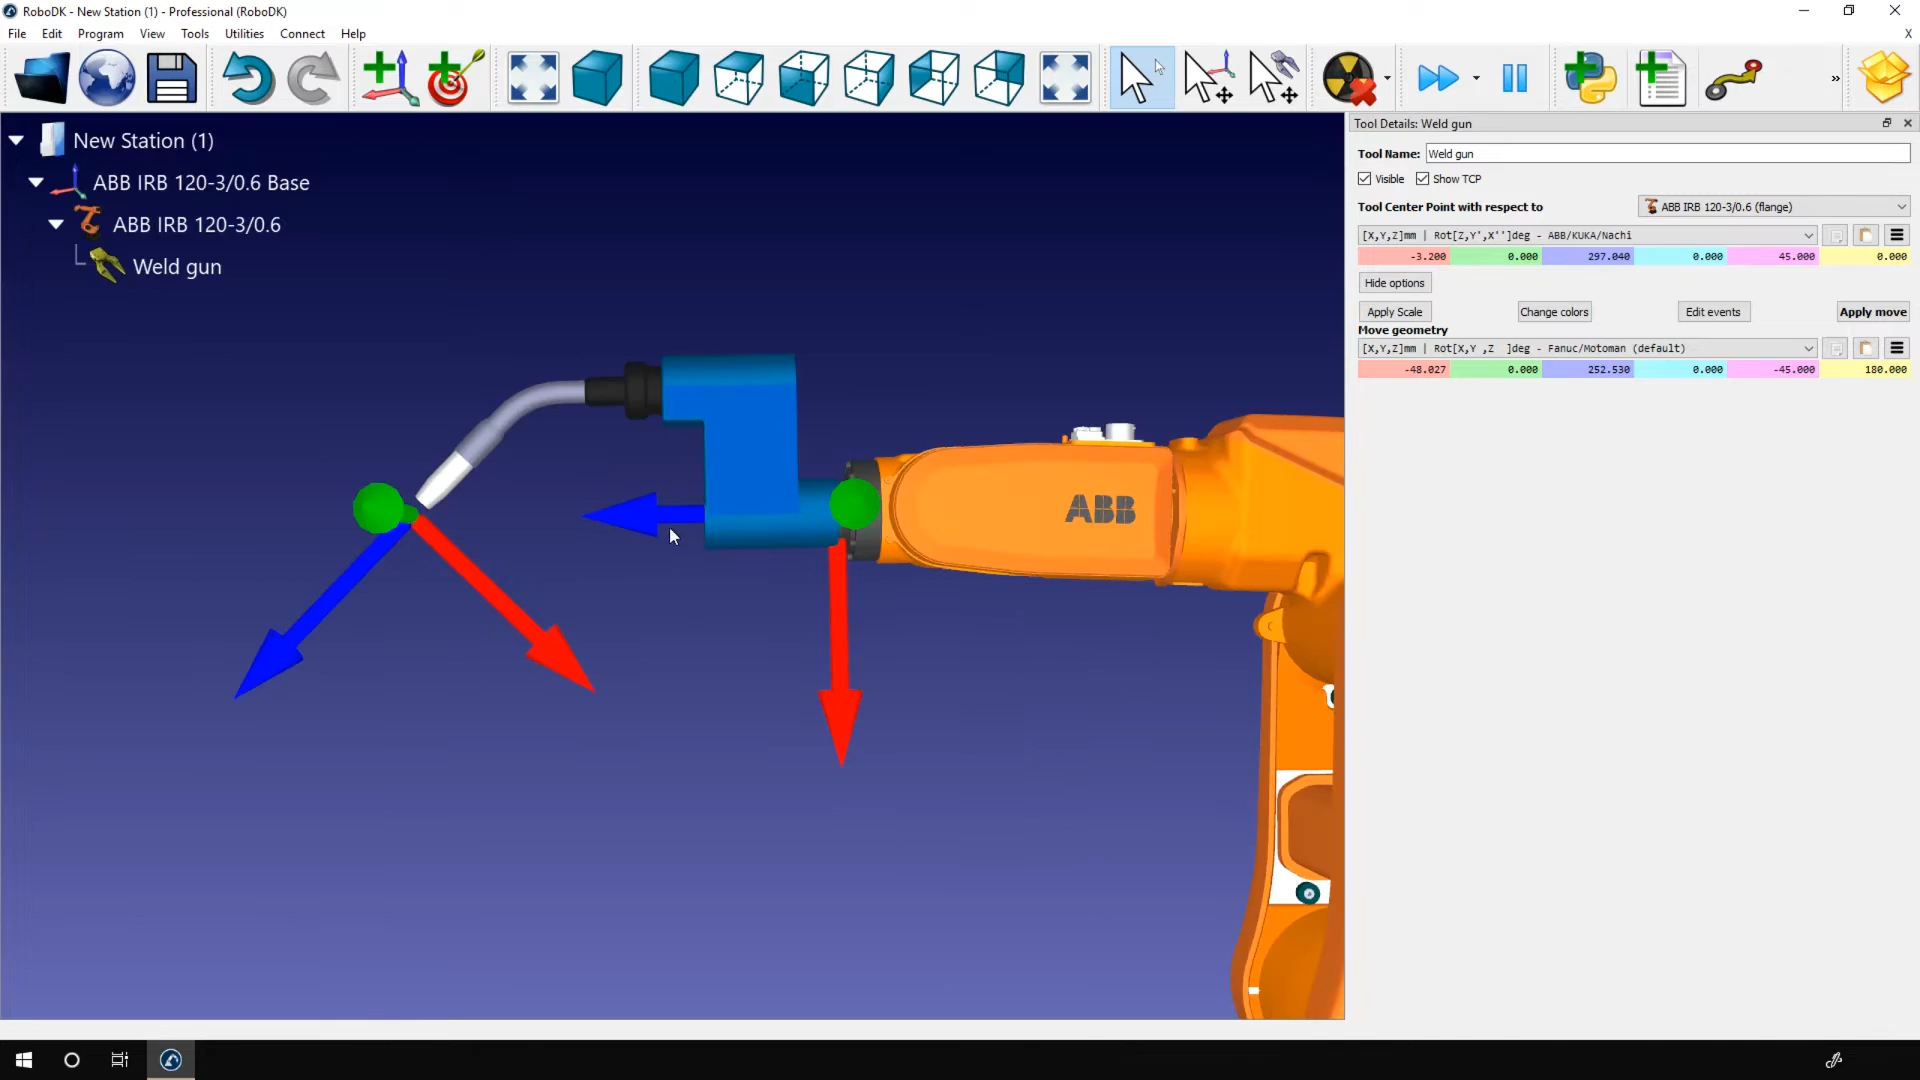 RoboDK - New Station (1) - Professional (RoboDK)
File Edit Program View Tools Utilities Connect Help X
»
New Station (1)
ABB IRB 120-3/0.6 Base
ABB IRB 120-3/0.6
Weld gun
ABB
Tool Details: Weld gun
Tool Name: Weld gun
Visible Show TCP
Tool Center Point with respect to ABB IRB 120-3/0.6 (flange)
[X,Y,Z]mm | Rot[Z,Y',X'']deg - ABB/KUKA/Nachi
-3.200 0.000 297.040 0.000 45.000 0.000
Hide options
Apply Scale Change colors Edit events Apply move
Move geometry
[X,Y,Z]mm | Rot[X,Y ,Z ]deg - Fanuc/Motoman (default)
-48.027 0.000 252.530 0.000 -45.000 180.000